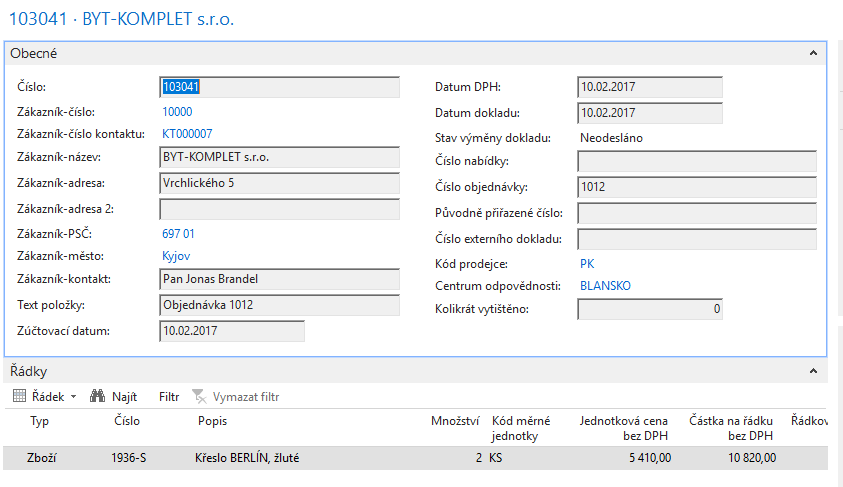 103041 · BYT-KOMPLET s.r.o.
Obecné
Číslo: 103041
Zákazník-číslo: 10000
Zákazník-číslo kontaktu: KT000007
Zákazník-název: BYT-KOMPLET s.r.o.
Zákazník-adresa: Vrchlického 5
Zákazník-adresa 2:
Zákazník-PSČ: 697 01
Zákazník-město: Kyjov
Zákazník-kontakt: Pan Jonas Brandel
Text položky: Objednávka 1012
Zúčtovací datum: 10.02.2017
Datum DPH: 10.02.2017
Datum dokladu: 10.02.2017
Stav výměny dokladu: Neodesláno
Číslo nabídky:
Číslo objednávky: 1012
Původně přiřazené číslo:
Číslo externího dokladu:
Kód prodejce: PK
Centrum odpovědnosti: BLANSKO
Kolikrát vytištěno: 0
Řádky
Řádek Najít Filtr Vymazat filtr
Typ Číslo Popis Množství Kód měrné jednotky Jednotková cena bez DPH Částka na řádku bez DPH Řádkov
Zboží 1936-S Křeslo BERLÍN, žluté 2 KS 5 410,00 10 820,00